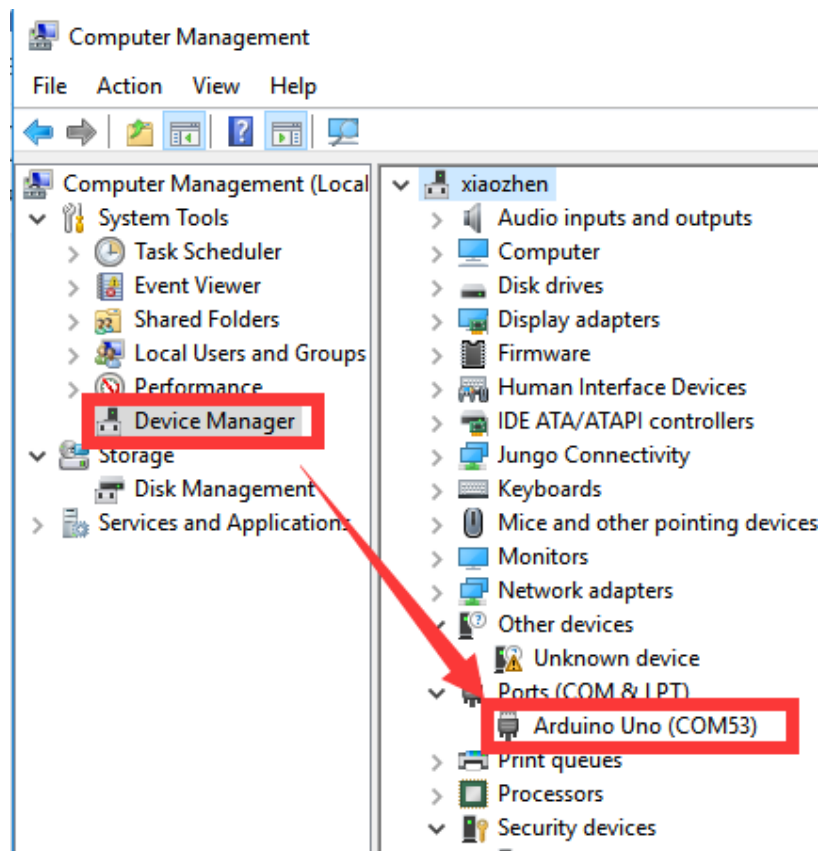 Computer Management
File Action View Help
Computer Management (Local
System Tools
Task Scheduler
Event Viewer
Shared Folders
Local Users and Groups
Performance
Device Manager
Storage
Disk Management
Services and Applications
xiaozhen
Audio inputs and outputs
Computer
Disk drives
Display adapters
Firmware
Human Interface Devices
IDE ATA/ATAPI controllers
Jungo Connectivity
Keyboards
Mice and other pointing devices
Monitors
Network adapters
Other devices
Unknown device
Ports (COM & LPT)
Arduino Uno (COM53)
Print queues
Processors
Security devices